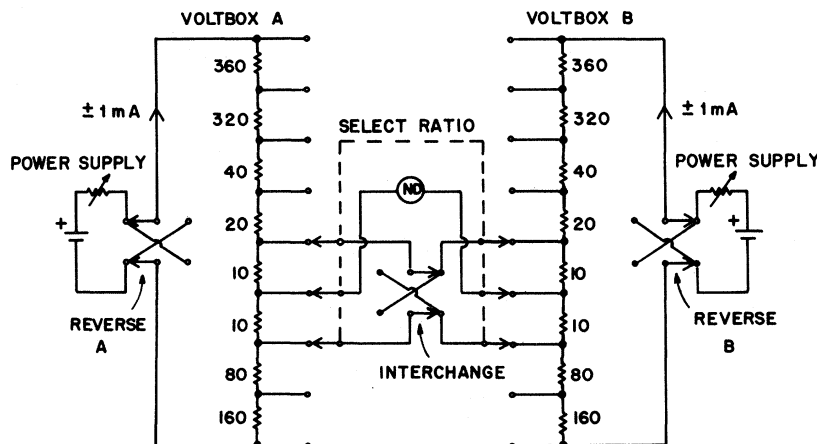 VOLTBOX A
VOLTBOX B
360
360
±1mA
320
SELECT RATIO
320
±1mA
POWER SUPPLY
40
ND
40
POWER SUPPLY
+
20
20
+
10
10
REVERSE
A
10
INTERCHANGE
10
REVERSE
B
80
80
160
160